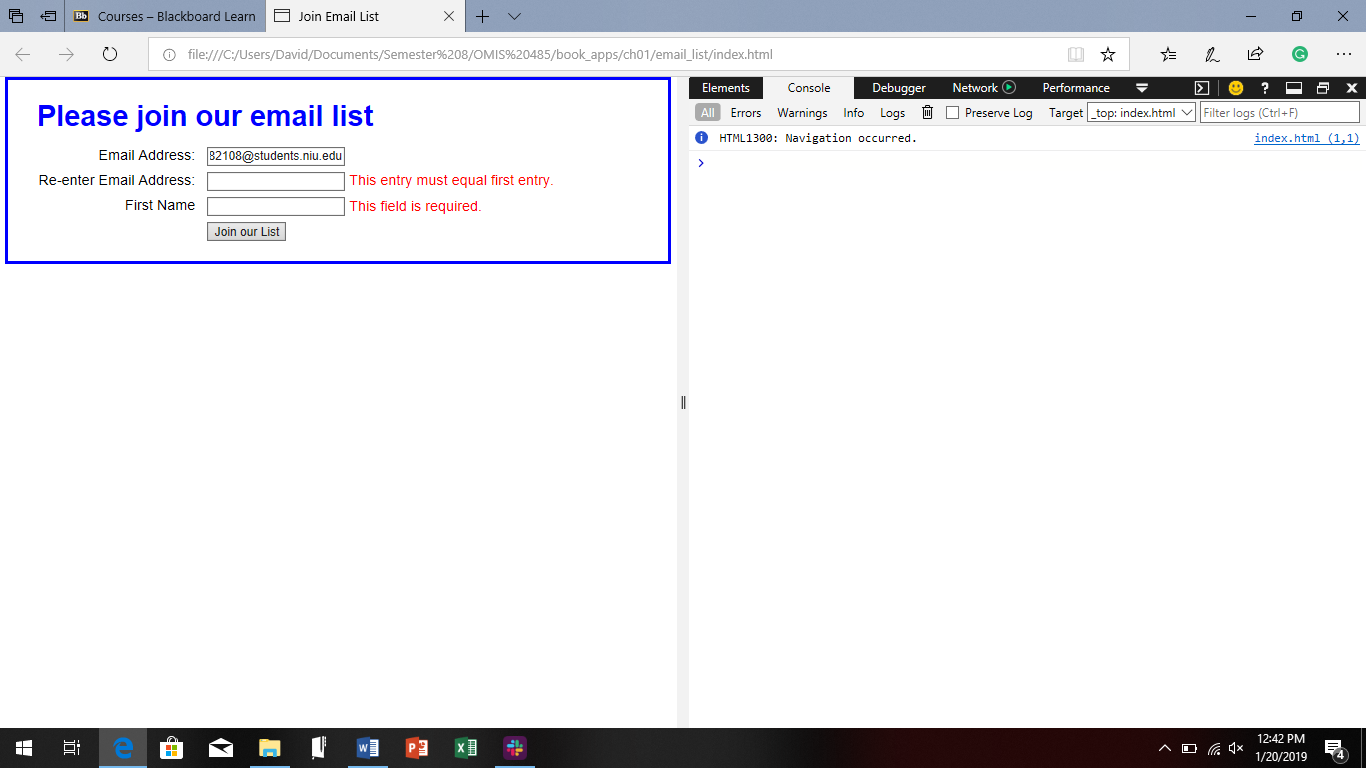 Courses – Blackboard Learn
Join Email List
file:///C:/Users/David/Documents/Semester%208/OMIS%20485/book_apps/ch01/email_list/index.html
Please join our email list
Email Address: 82108@students.niu.edu
Re-enter Email Address: This entry must equal first entry.
First Name This field is required.
Join our List
Elements Console Debugger Network Performance
All Errors Warnings Info Logs Preserve Log Target _top: index.html Filter logs (Ctrl+F)
HTML1300: Navigation occurred. index.html (1,1)
12:42 PM
1/20/2019
4